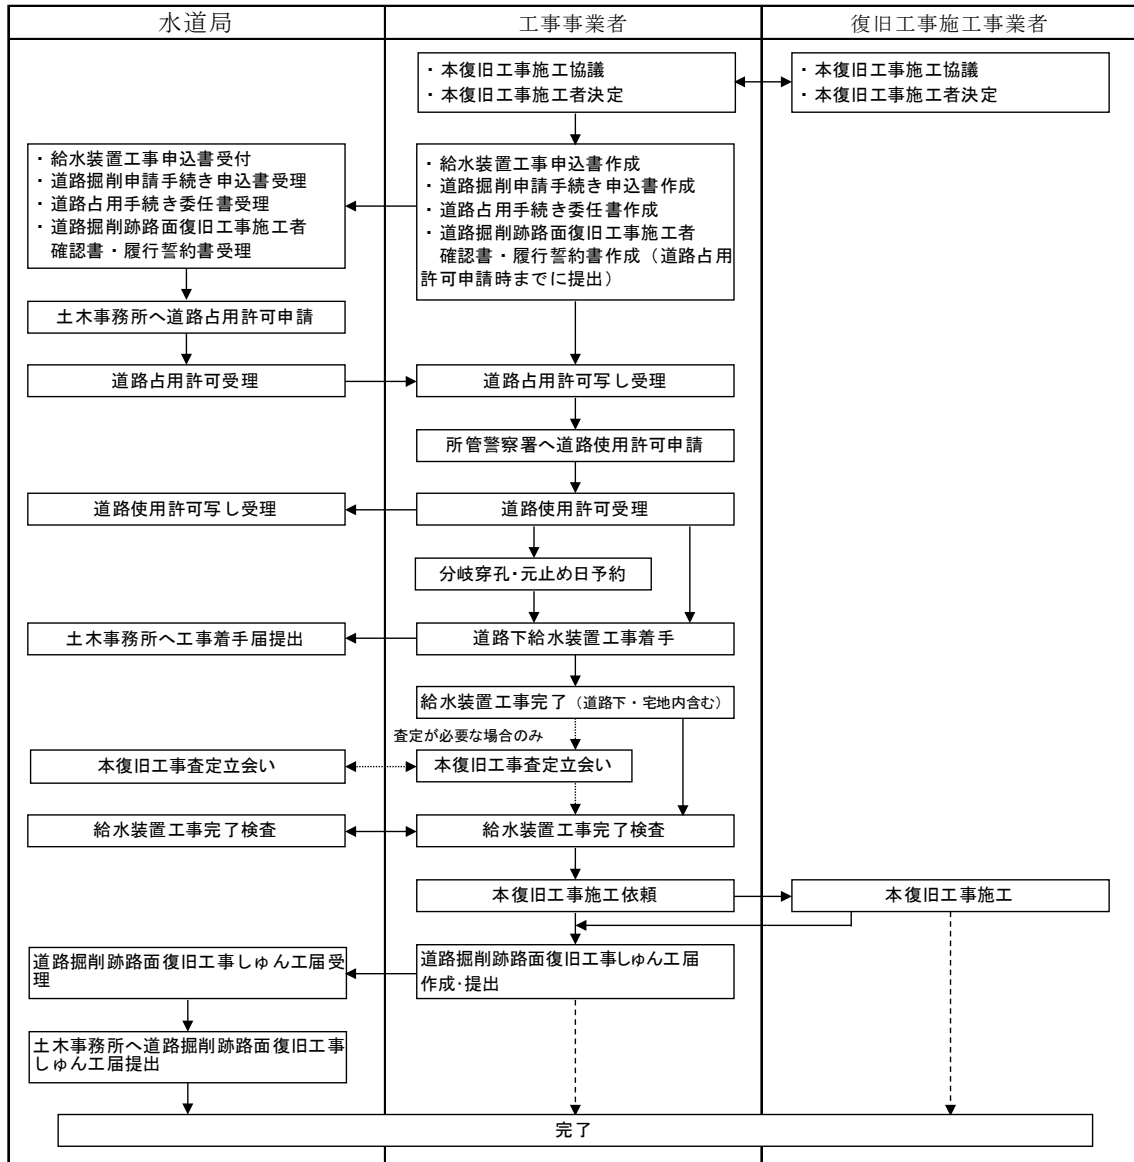 水道局
工事事業者
復旧工事施工事業者
・本復旧工事施工協議
・本復旧工事施工者決定
・本復旧工事施工協議
・本復旧工事施工者決定
・給水装置工事申込書受付
・道路掘削申請手続き申込書受理
・道路占用手続き委任書受理
・道路掘削跡路面復旧工事施工者
確認書・履行誓約書受理
・給水装置工事申込書作成
・道路掘削申請手続き申込書作成
・道路占用手続き委任書作成
・道路掘削跡路面復旧工事施工者
確認書・履行誓約書作成（道路占用
許可申請時までに提出）
土木事務所へ道路占用許可申請
道路占用許可受理
道路占用許可写し受理
所管警察署へ道路使用許可申請
道路使用許可写し受理
道路使用許可受理
分岐穿孔・元止め日予約
土木事務所へ工事着手届提出
道路下給水装置工事着手
給水装置工事完了（道路下・宅地内含む）
査定が必要な場合のみ
本復旧工事査定立会い
本復旧工事査定立会い
給水装置工事完了検査
給水装置工事完了検査
本復旧工事施工依頼
本復旧工事施工
道路掘削跡路面復旧工事しゅん工届受
理
道路掘削跡路面復旧工事しゅん工届
作成・提出
土木事務所へ道路掘削跡路面復旧工事
しゅん工届提出
完了